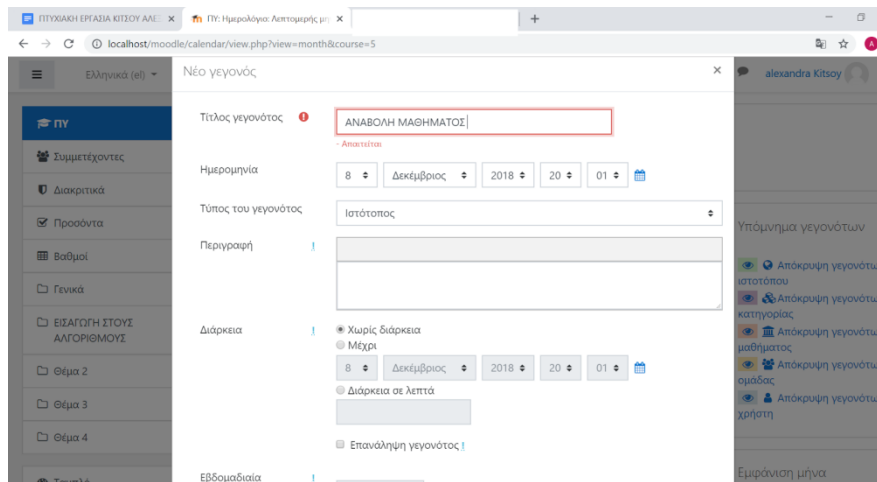 ΠΤΥΧΙΑΚΗ ΕΡΓΑΣΙΑ ΚΙΤΣΟΥ ΑΛΕ
ΠΥ: Ημερολόγιο: Λεπτομερής μη
localhost/moodle/calendar/view.php?view=month&course=5
Ελληνικά (el)
Νέο γεγονός
alexandra Kitsoy
ΠΥ
Συμμετέχοντες
Διακριτικά
Προσόντα
Βαθμοί
Γενικά
ΕΙΣΑΓΩΓΗ ΣΤΟΥΣ
ΑΛΓΟΡΙΘΜΟΥΣ
Θέμα 2
Θέμα 3
Θέμα 4
Τίτλος γεγονότος
ΑΝΑΒΟΛΗ ΜΑΘΗΜΑΤΟΣ
- Απαιτείται
Ημερομηνία
8 Δεκέμβριος 2018 20 01
Τύπος του γεγονότος
Ιστότοπος
Περιγραφή
Διάρκεια
Χωρίς διάρκεια
Μέχρι
8 Δεκέμβριος 2018 20 01
Διάρκεια σε λεπτά
Επανάληψη γεγονότος
Εβδομαδιαία
Υπόμνημα γεγονότων
Απόκρυψη γεγονότω
ιστοτόπου
Απόκρυψη γεγονότω
κατηγορίας
Απόκρυψη γεγονότω
μαθήματος
Απόκρυψη γεγονότω
ομάδας
Απόκρυψη γεγονότω
χρήστη
Εμφάνιση μήνα